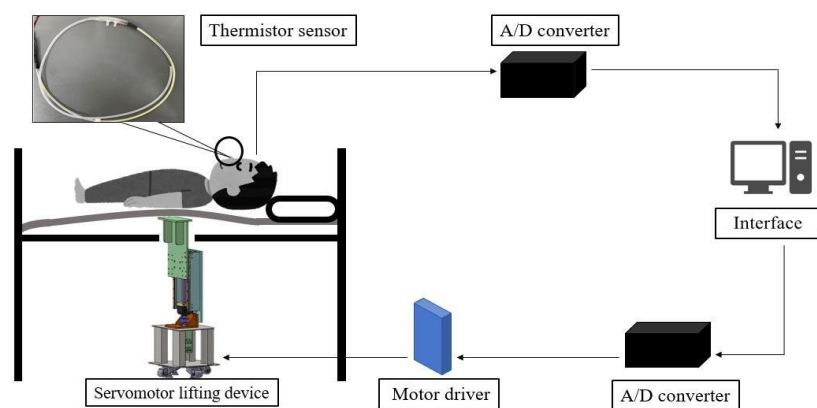 Thermistor sensor
A/D converter
Interface
Servomotor lifting device
Motor driver
A/D converter